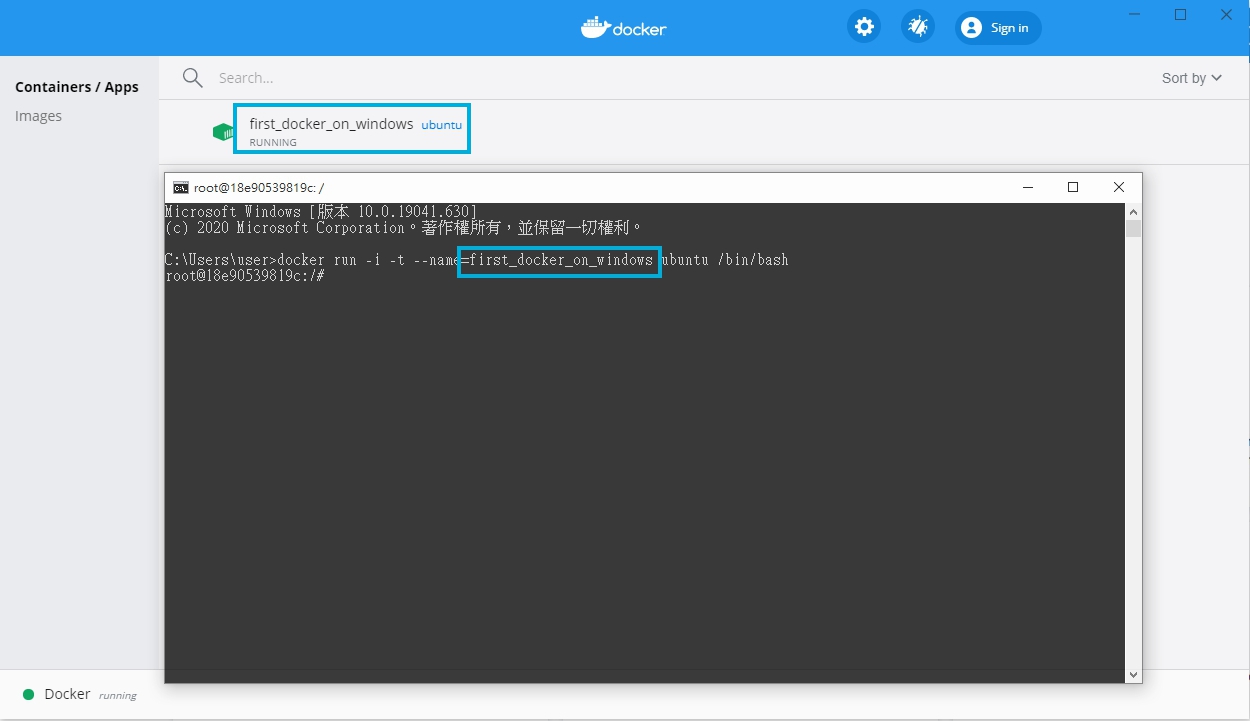 docker
Sign in
Containers / Apps
Images
Search...
Sort by
first_docker_on_windows ubuntu
RUNNING
root@18e90539819c: /
Microsoft Windows [版本 10.0.19041.630]
(c) 2020 Microsoft Corporation。著作權所有，並保留一切權利。
C:\Users\user>docker run -i -t --name=first_docker_on_windows ubuntu /bin/bash
root@18e90539819c:/#
Docker running